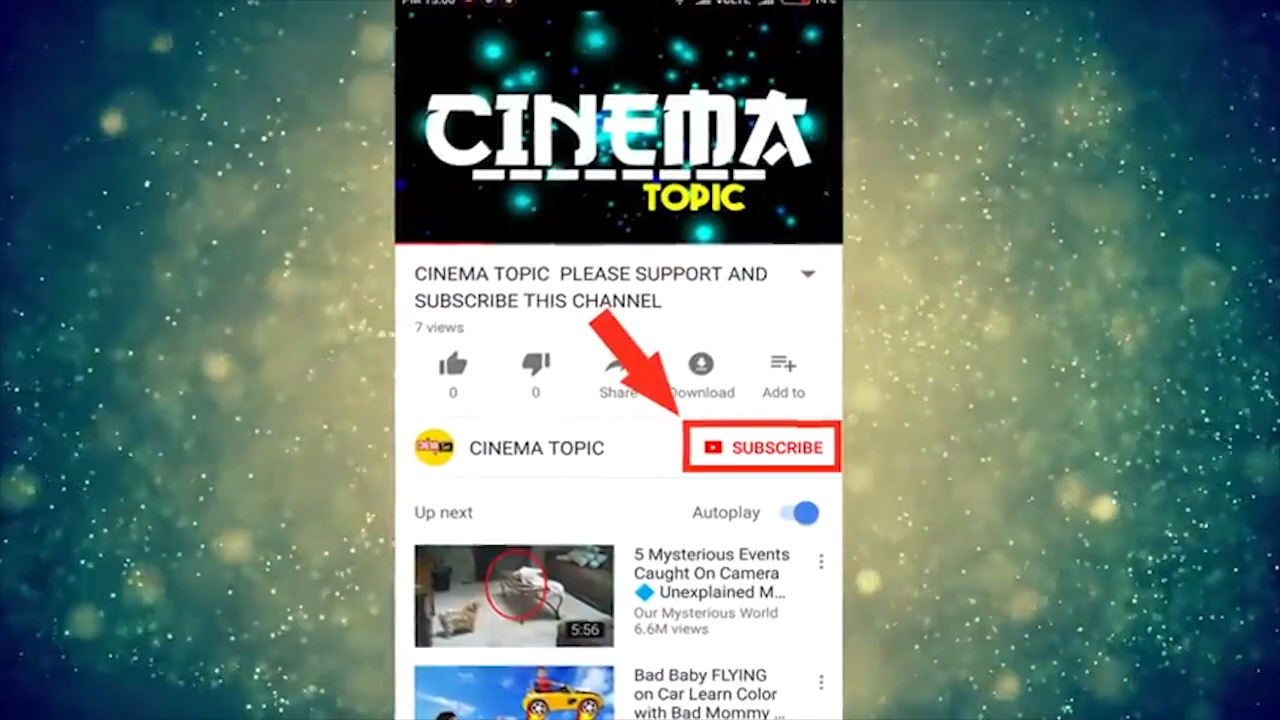 CINEMA
TOPIC
CINEMA TOPIC PLEASE SUPPORT AND
SUBSCRIBE THIS CHANNEL
7 views
0
0
Share
Download
Add to
CINEMA TOPIC
SUBSCRIBE
Up next
Autoplay
5 Mysterious Events
Caught On Camera
Unexplained M...
Our Mysterious World
6.6M views
5:56
Bad Baby FLYING
on Car Learn Color
with Bad Mommy ...